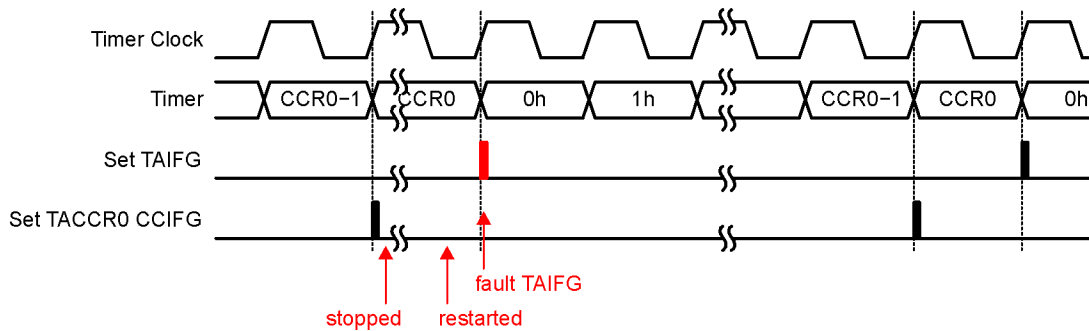 Timer Clock
Timer CCR0−1 CCR0 0h 1h CCR0−1 CCR0 0h
Set TAIFG
Set TACCR0 CCIFG
fault TAIFG
stopped restarted